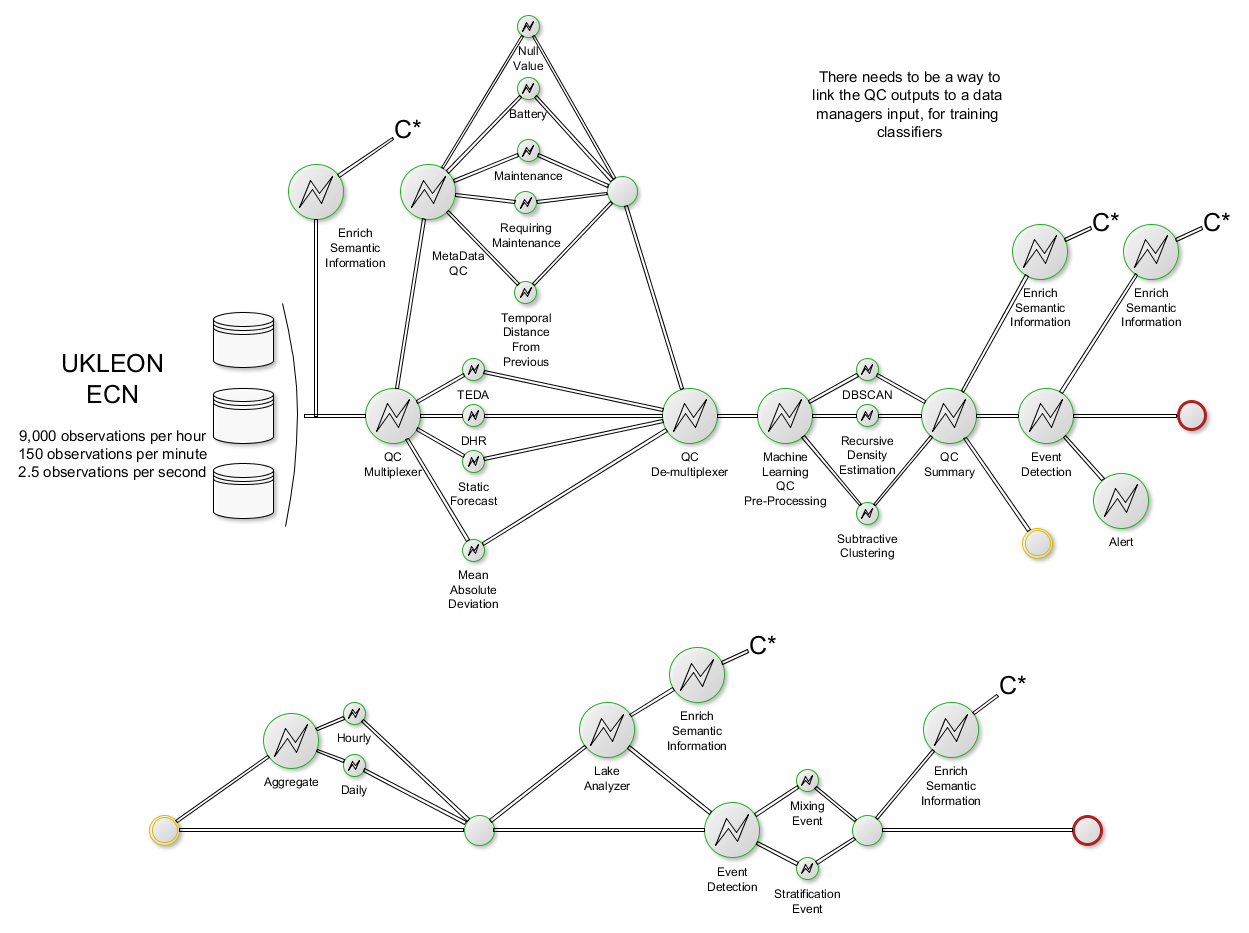 Null
Value
There needs to be a way to
link the QC outputs to a data
managers input, for training
classifiers
Battery
C*
Maintenance
Enrich
Semantic
Information
Requiring
Maintenance
MetaData
QC
C*
C*
Enrich
Semantic
Information
Enrich
Semantic
Information
Temporal
Distance
From
Previous
UKLEON
ECN
9,000 observations per hour
150 observations per minute
2.5 observations per second
TEDA
DBSCAN
DHR
Recursive
Density
Estimation
QC
Multiplexer
QC
De-multiplexer
Machine
Learning
QC
Pre-Processing
QC
Summary
Event
Detection
Static
Forecast
Subtractive
Clustering
Alert
Mean
Absolute
Deviation
C*
Enrich
Semantic
Information
C*
Hourly
Aggregate
Daily
Lake
Analyzer
Enrich
Semantic
Information
Mixing
Event
Event
Detection
Stratification
Event